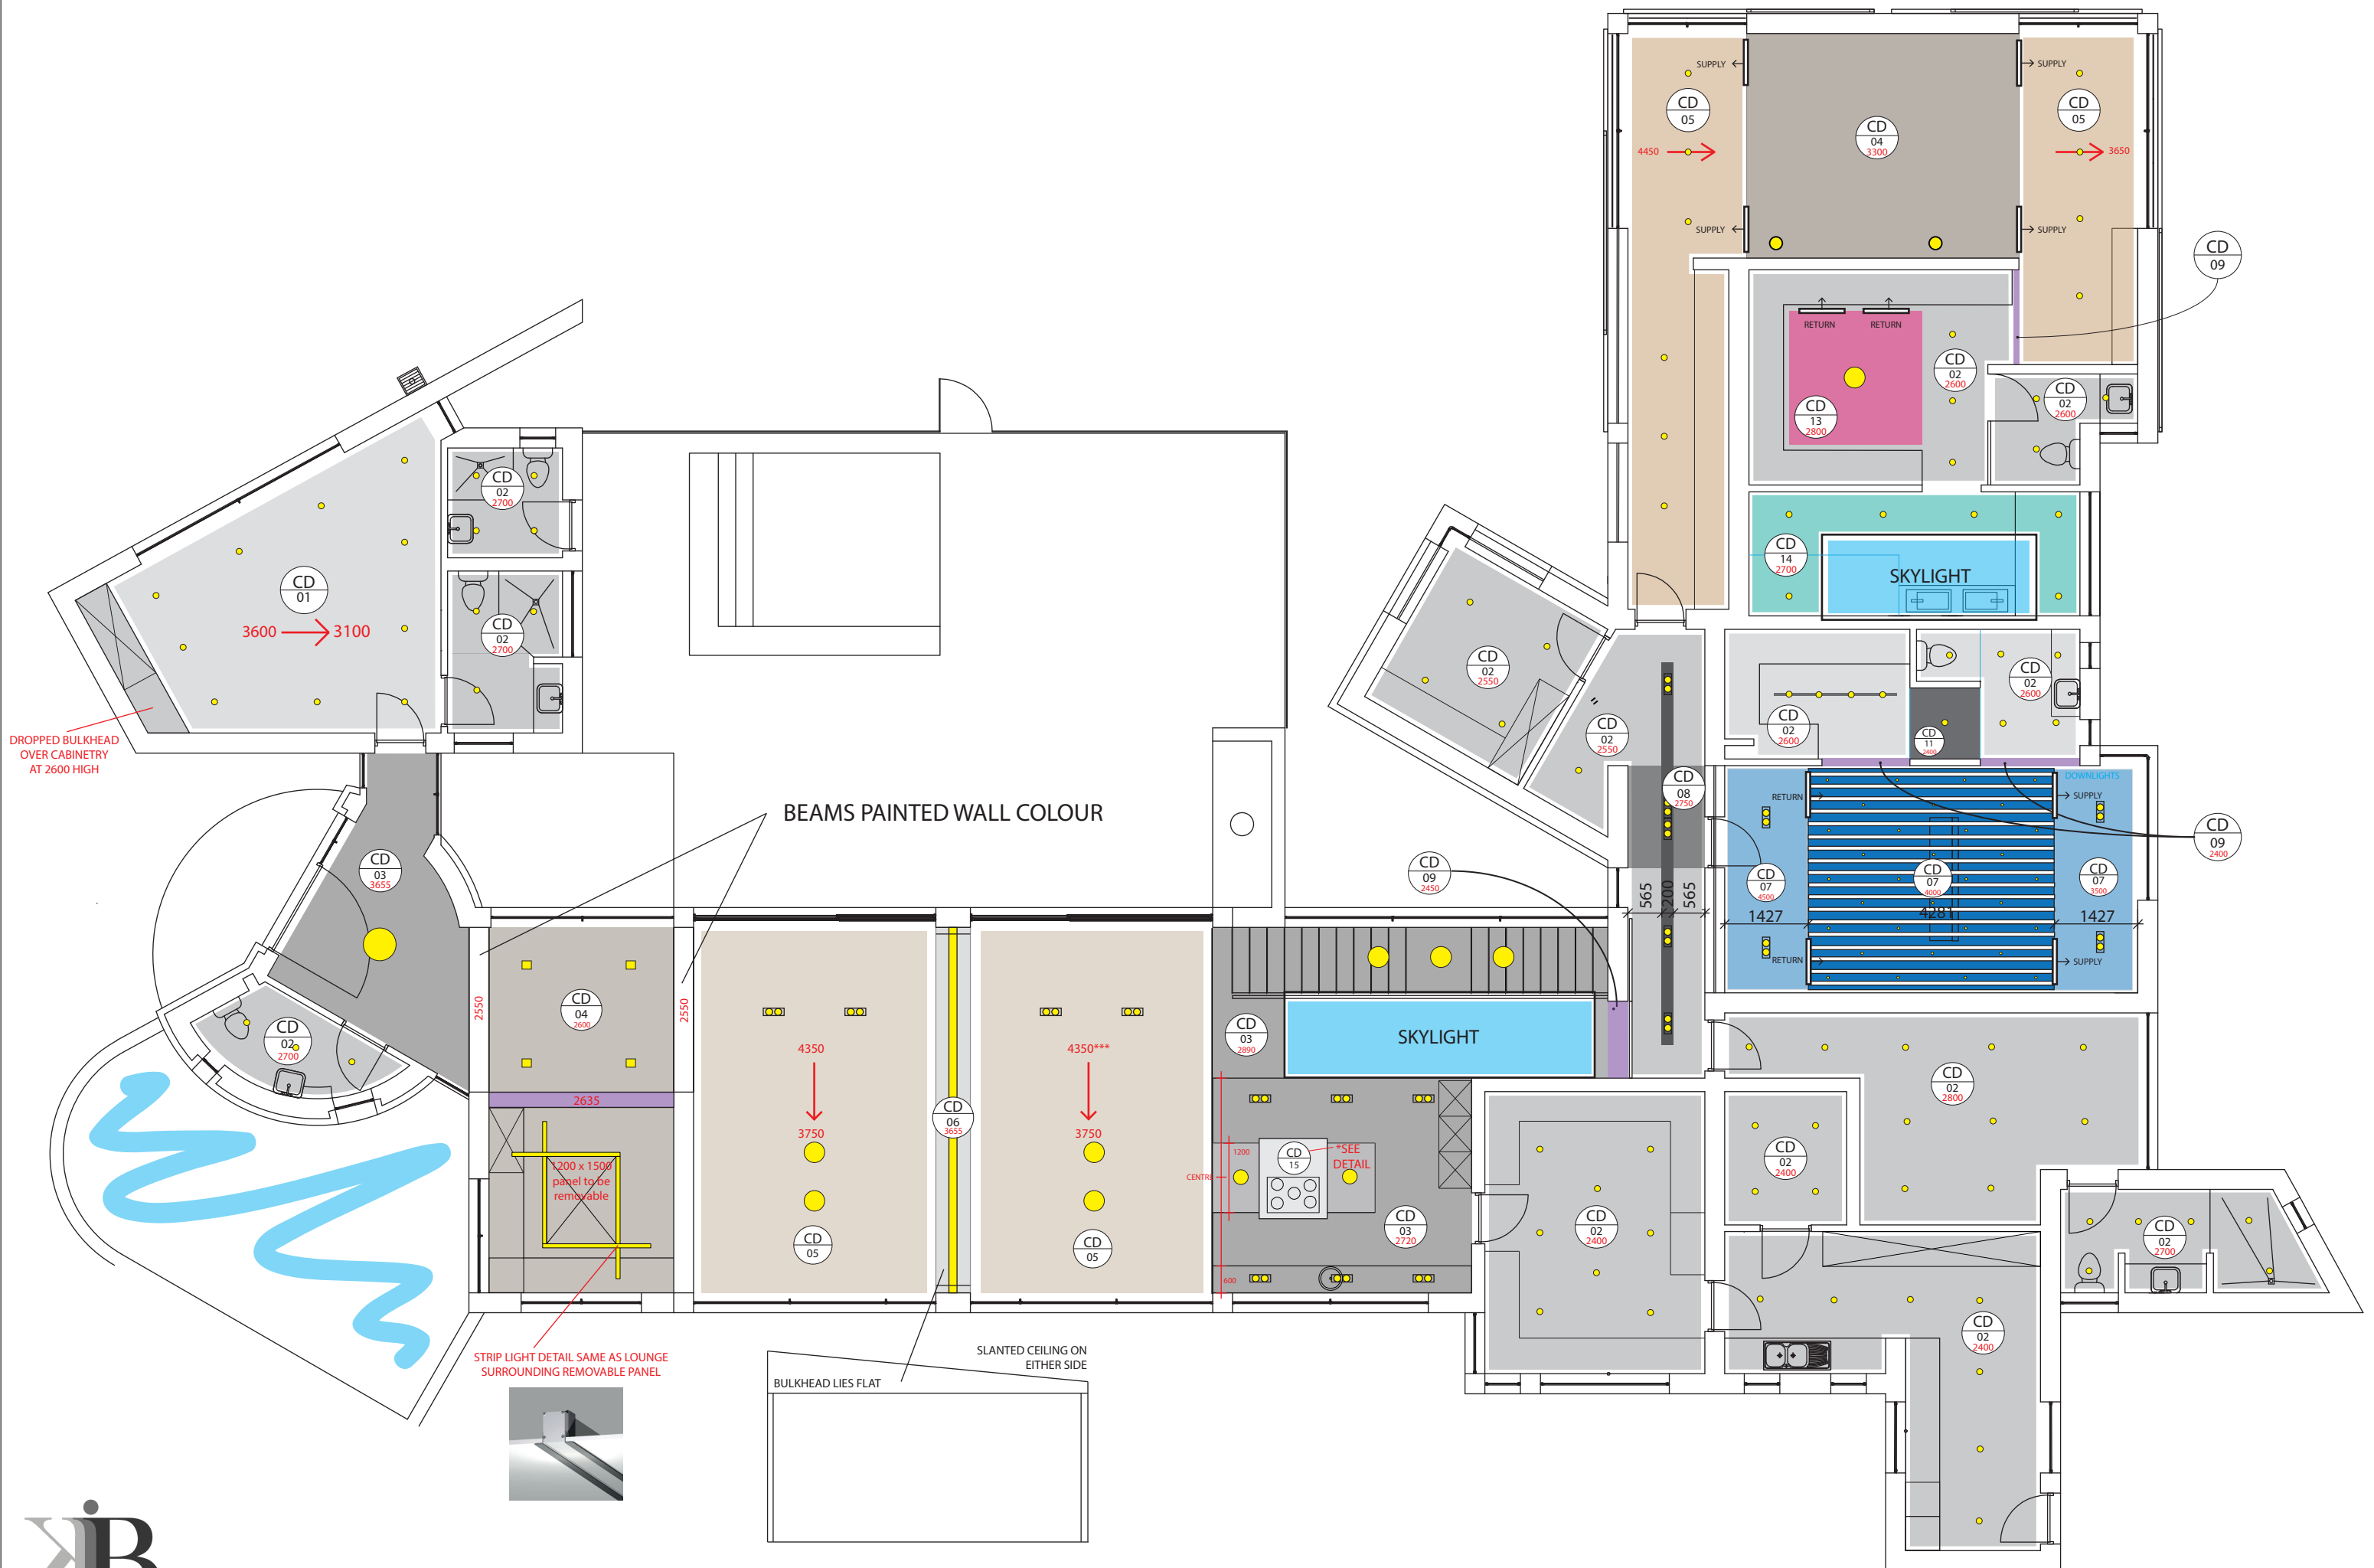 SUPPLY
SUPPLY
CD
05
CD
05
CD
04
3300
4450
3650
SUPPLY
SUPPLY
CD
09
RETURN
RETURN
CD
02
2600
CD
13
2800
CD
02
2600
CD
02
2700
CD
14
2700
SKYLIGHT
CD
01
3600
3100
CD
02
2700
CD
02
2550
CD
02
2600
CD
02
2550
CD
02
2600
CD
11
2400
DROPPED BULKHEAD
OVER CABINETRY
AT 2600 HIGH
DOWNLIGHTS
CD
08
2750
RETURN
SUPPLY
BEAMS PAINTED WALL COLOUR
CD
09
2400
CD
03
3655
CD
09
2450
CD
07
4500
CD
07
4000
CD
07
3500
565
200
565
1427
4281
1427
RETURN
SUPPLY
2550
CD
04
2600
2550
CD
02
2700
4350
4350***
CD
03
2890
SKYLIGHT
CD
02
2800
2635
CD
06
3655
3750
3750
1200 x 1500
panel to be
removable
1200
CENTRE
CD
15
*SEE
DETAIL
CD
02
2400
CD
05
CD
05
CD
03
2720
CD
02
2400
CD
02
2700
600
CD
02
2400
STRIP LIGHT DETAIL SAME AS LOUNGE
SURROUNDING REMOVABLE PANEL
SLANTED CEILING ON
EITHER SIDE
BULKHEAD LIES FLAT
KiB